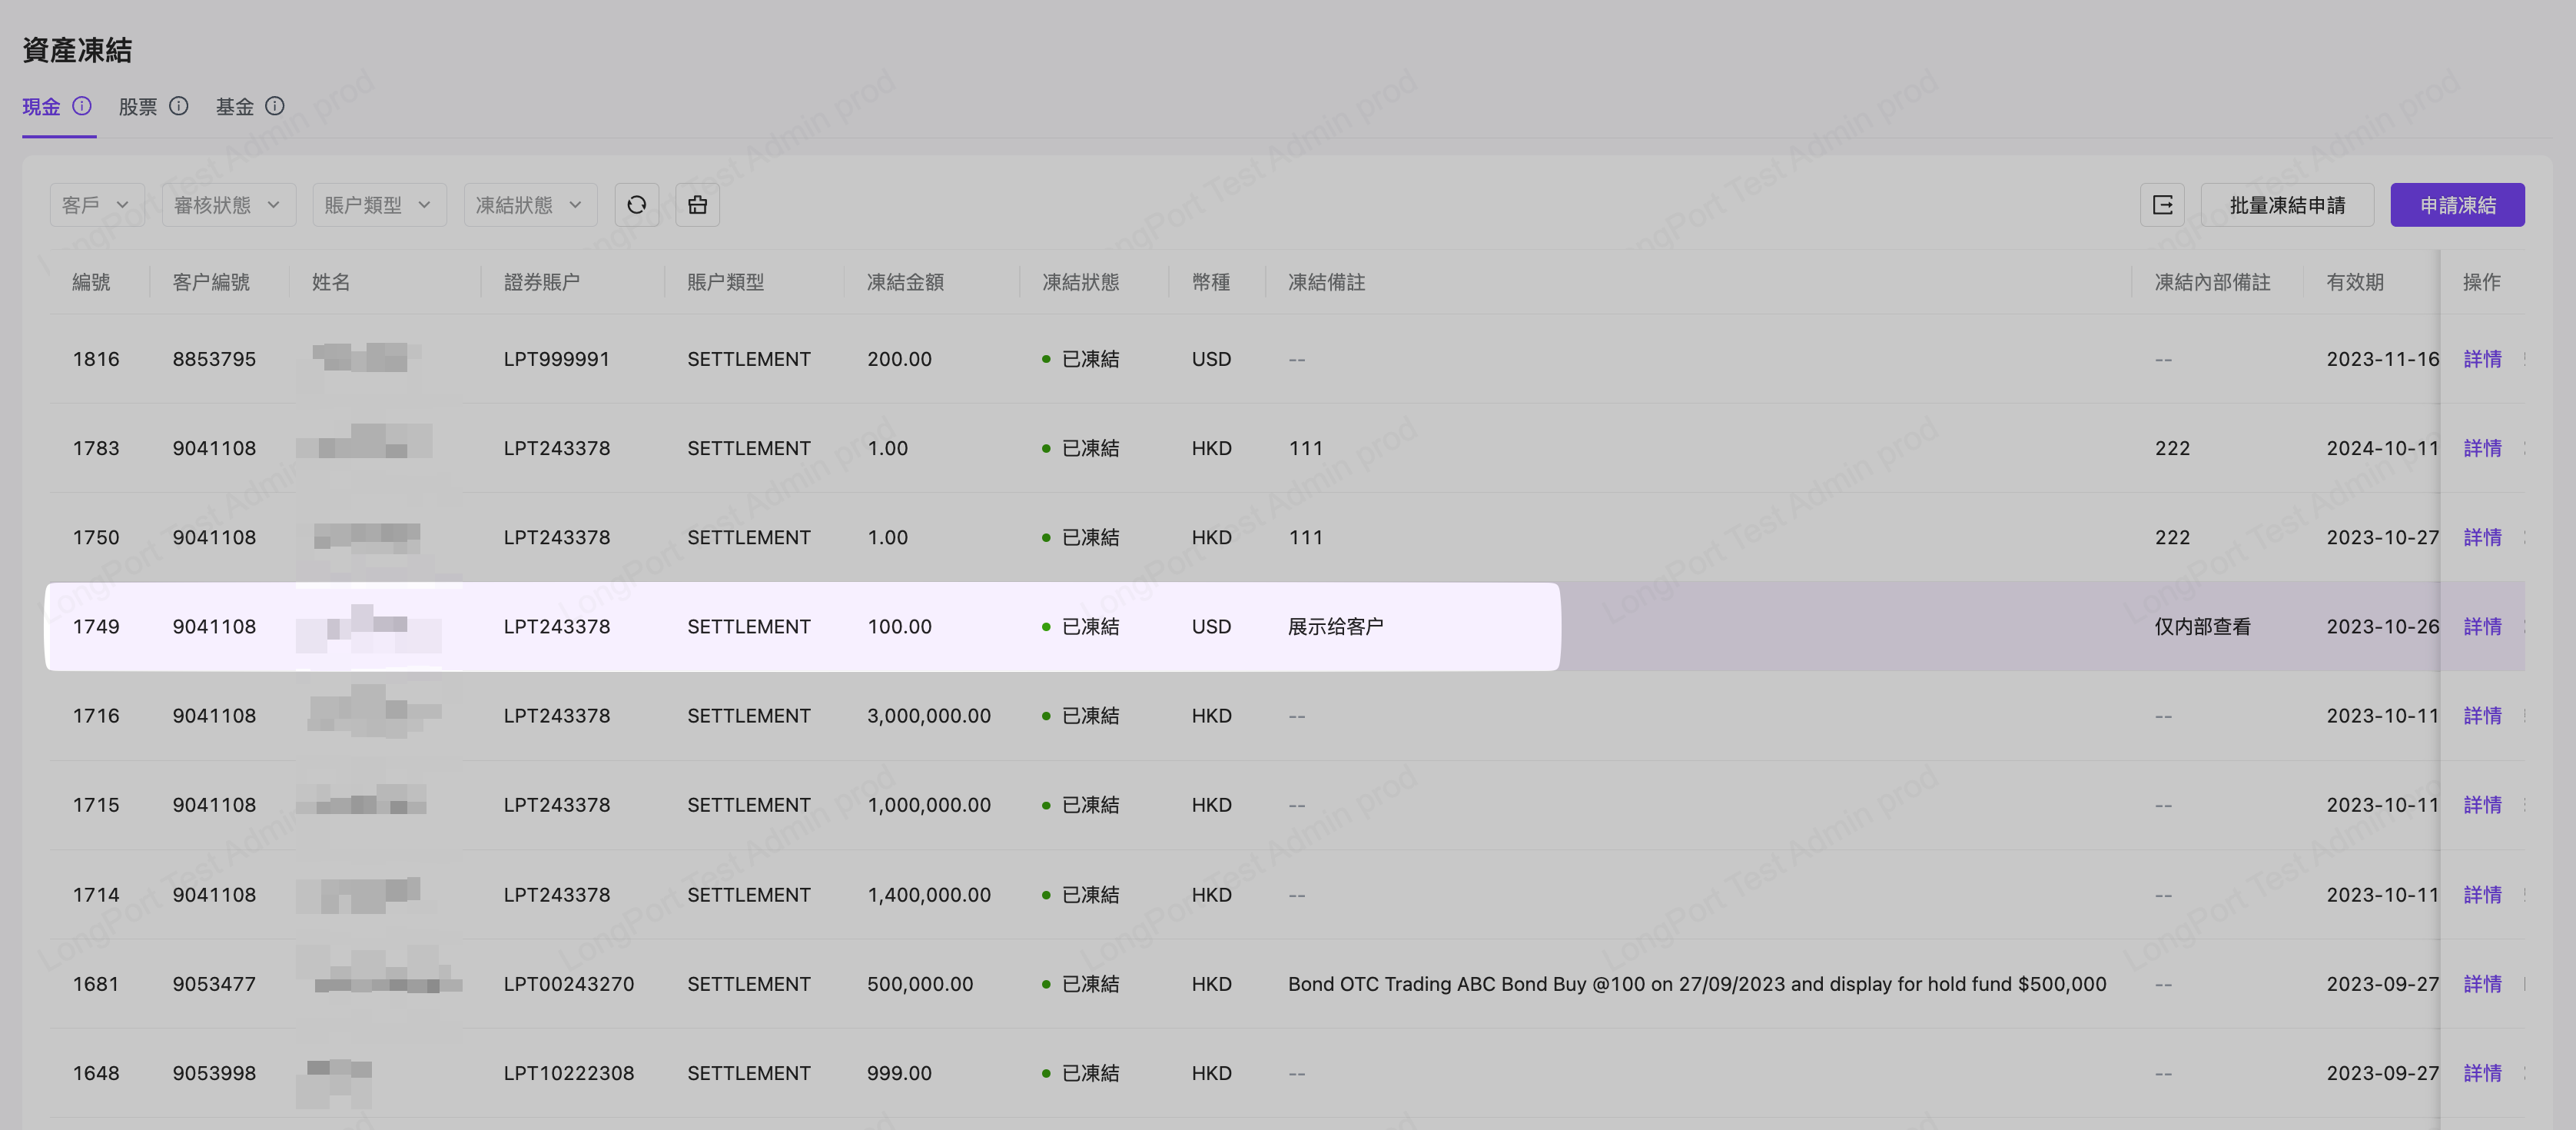 資產凍結
現金 股票 基金
客戶 審核狀態 賬户類型 凍結狀態 批量凍結申請 申請凍結
編號 客户編號 姓名 證券賬户 賬户類型 凍結金額 凍結狀態 幣種 凍結備註 凍結內部備註 有效期 操作
1816 8853795 LPT999991 SETTLEMENT 200.00 已凍結 USD -- -- 2023-11-16 詳情
1783 9041108 LPT243378 SETTLEMENT 1.00 已凍結 HKD 111 222 2024-10-11 詳情
1750 9041108 LPT243378 SETTLEMENT 1.00 已凍結 HKD 111 222 2023-10-27 詳情
1749 9041108 LPT243378 SETTLEMENT 100.00 已凍結 USD 展示给客户 仅内部查看 2023-10-26 詳情
1716 9041108 LPT243378 SETTLEMENT 3,000,000.00 已凍結 HKD -- -- 2023-10-11 詳情
1715 9041108 LPT243378 SETTLEMENT 1,000,000.00 已凍結 HKD -- -- 2023-10-11 詳情
1714 9041108 LPT243378 SETTLEMENT 1,400,000.00 已凍結 HKD -- -- 2023-10-11 詳情
1681 9053477 LPT00243270 SETTLEMENT 500,000.00 已凍結 HKD Bond OTC Trading ABC Bond Buy @100 on 27/09/2023 and display for hold fund $500,000 -- 2023-09-27 詳情
1648 9053998 LPT10222308 SETTLEMENT 999.00 已凍結 HKD -- -- 2023-09-27 詳情
LongPort Test Admin prod